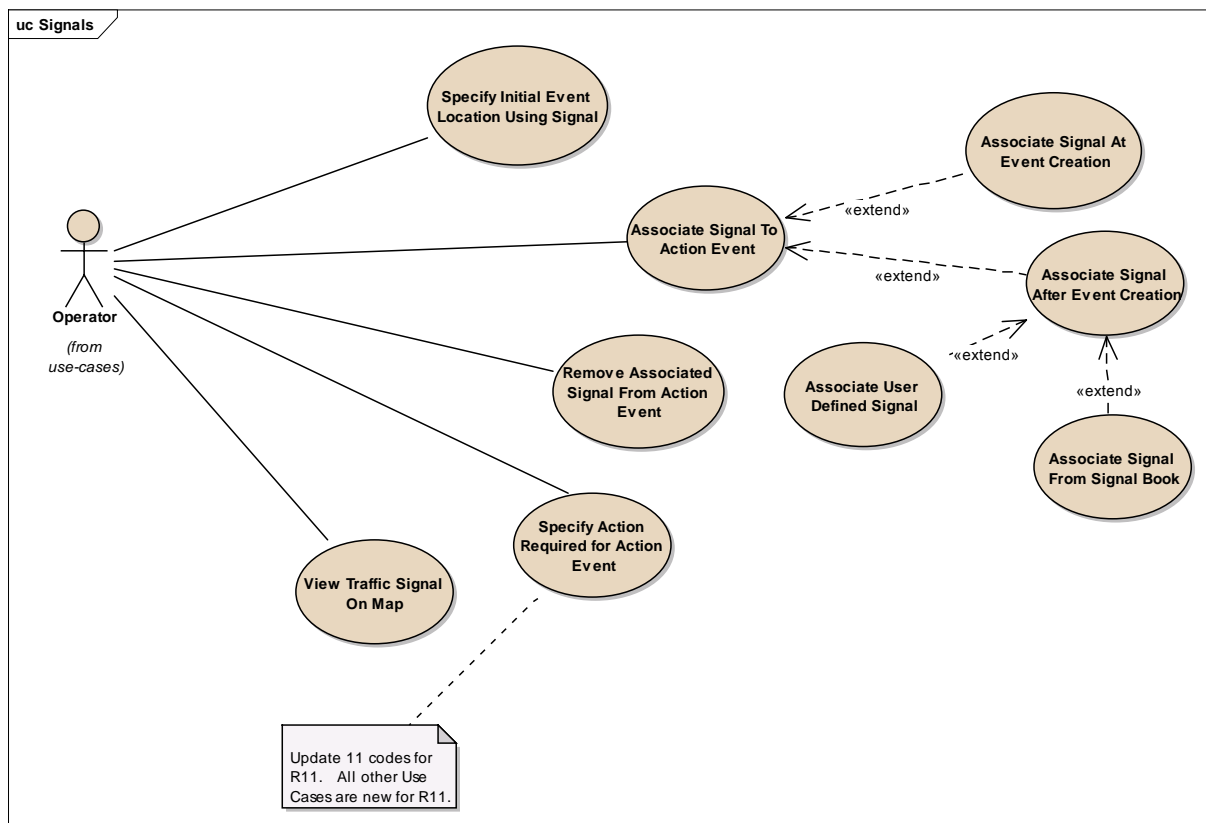 uc Signals
Specify Initial Event
Location Using Signal
Associate Signal At
Event Creation
«extend»
Associate Signal To
Action Event
«extend»
Associate Signal
After Event Creation
Operator
(from
use-cases)
«extend»
Remove Associated
Signal From Action
Event
Associate User
Defined Signal
«extend»
Associate Signal
From Signal Book
Specify Action
Required for Action
Event
View Traffic Signal
On Map
Update 11 codes for
R11. All other Use
Cases are new for R11.